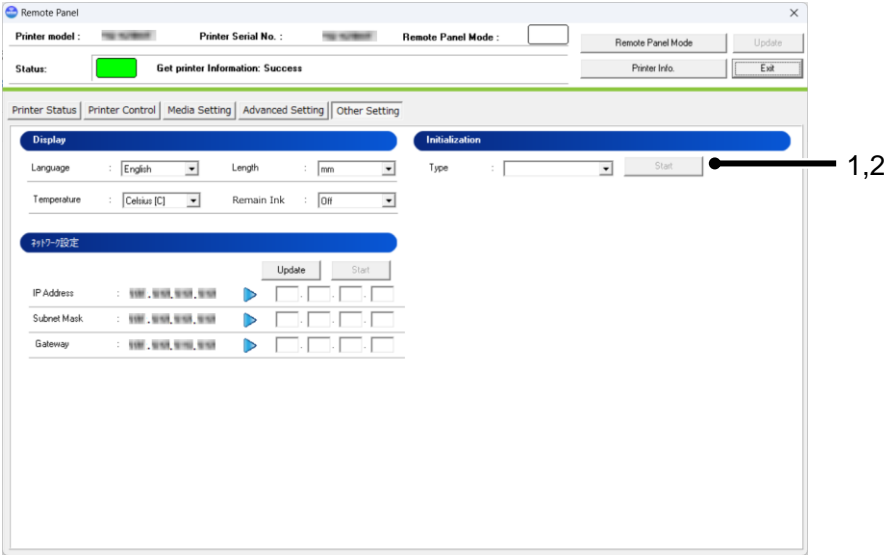 Remote Panel
Printer model : Printer Serial No. : Remote Panel Mode :
Remote Panel Mode Update
Status: Get printer Information: Success
Printer Info. Exit
Printer Status Printer Control Media Setting Advanced Setting Other Setting
Display
Initialization
Language : English Length : mm
Type : Start
1,2
Temperature : Celsius [C] Remain Ink : Off
ネットワーク設定
Update Start
IP Address :
Subnet Mask :
Gateway :